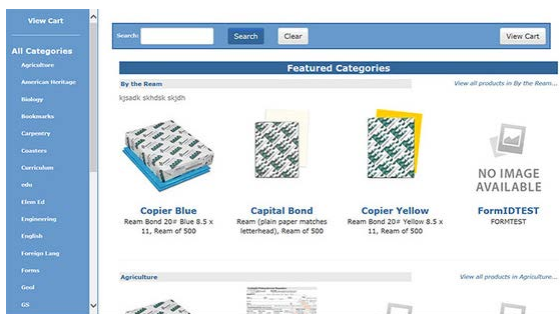 View Cart
All Categories
Agriculture
American Heritage
Biology
Bookmarks
Carpentry
Coasters
Curriculum
edu
Elem Ed
Engineering
English
Foreign Lang
Forms
Geol
GS
Search:
Search
Clear
View Cart
Featured Categories
By the Ream
View all products in By the Ream...
kjsadk skhdsk skjdh
NO IMAGE
AVAILABLE
Copier Blue
Ream Bond 20# Blue 8.5 x
11, Ream of 500
Capital Bond
Ream (plain paper matches
letterhead), Ream of 500
Copier Yellow
Ream Bond 20# Yellow 8.5 x
11, Ream of 500
FormIDTEST
FORMTEST
Agriculture
View all products in Agriculture...